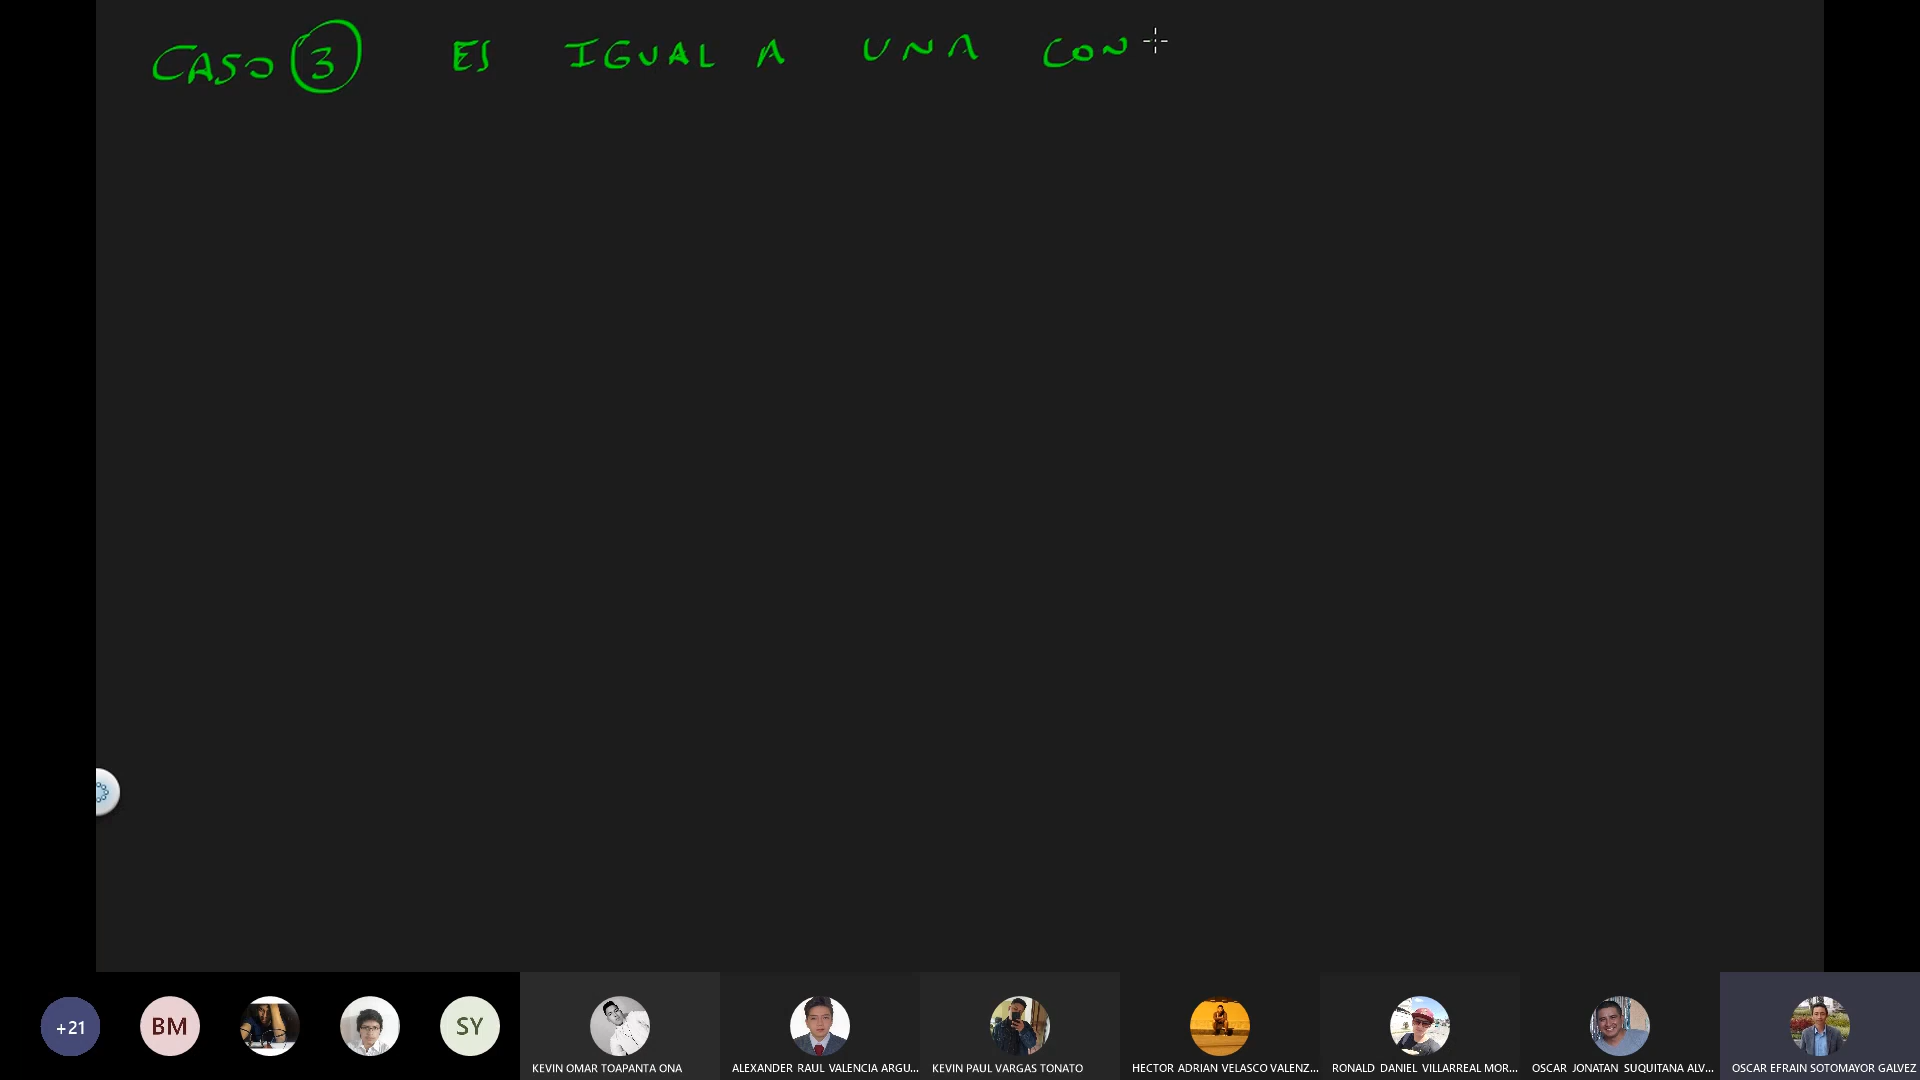 CASO 3 ES IGUAL A UNA CON
+21
BM
SY
KEVIN OMAR TOAPANTA ONA
ALEXANDER RAUL VALENCIA ARGU...
KEVIN PAUL VARGAS TONATO
HECTOR ADRIAN VELASCO VALENZ...
RONALD DANIEL VILLARREAL MOR...
OSCAR JONATAN SUQUITANA ALV...
OSCAR EFRAIN SOTOMAYOR GALVEZ